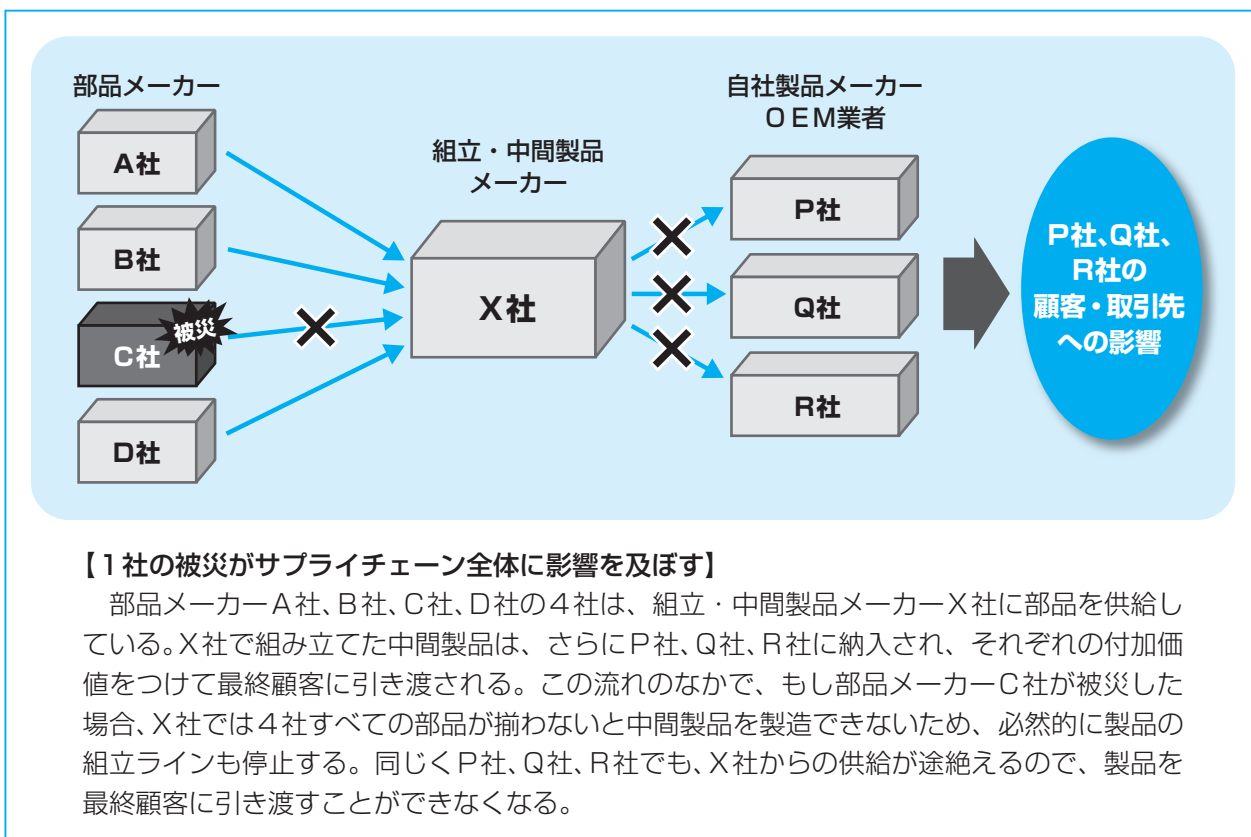 部品メーカー
A社
B社
C社
被災
D社
組立・中間製品
メーカー
X社
自社製品メーカー
OEM業者
P社
Q社
R社
P社、Q社、
R社の
顧客・取引先
への影響
【1社の被災がサプライチェーン全体に影響を及ぼす】
　部品メーカーA社、B社、C社、D社の4社は、組立・中間製品メーカーX社に部品を供給し
ている。X社で組み立てた中間製品は、さらにP社、Q社、R社に納入され、それぞれの付加価
値をつけて最終顧客に引き渡される。この流れのなかで、もし部品メーカーC社が被災した
場合、X社では4社すべての部品が揃わないと中間製品を製造できないため、必然的に製品の
組立ラインも停止する。同じくP社、Q社、R社でも、X社からの供給が途絶えるので、製品を
最終顧客に引き渡すことができなくなる。